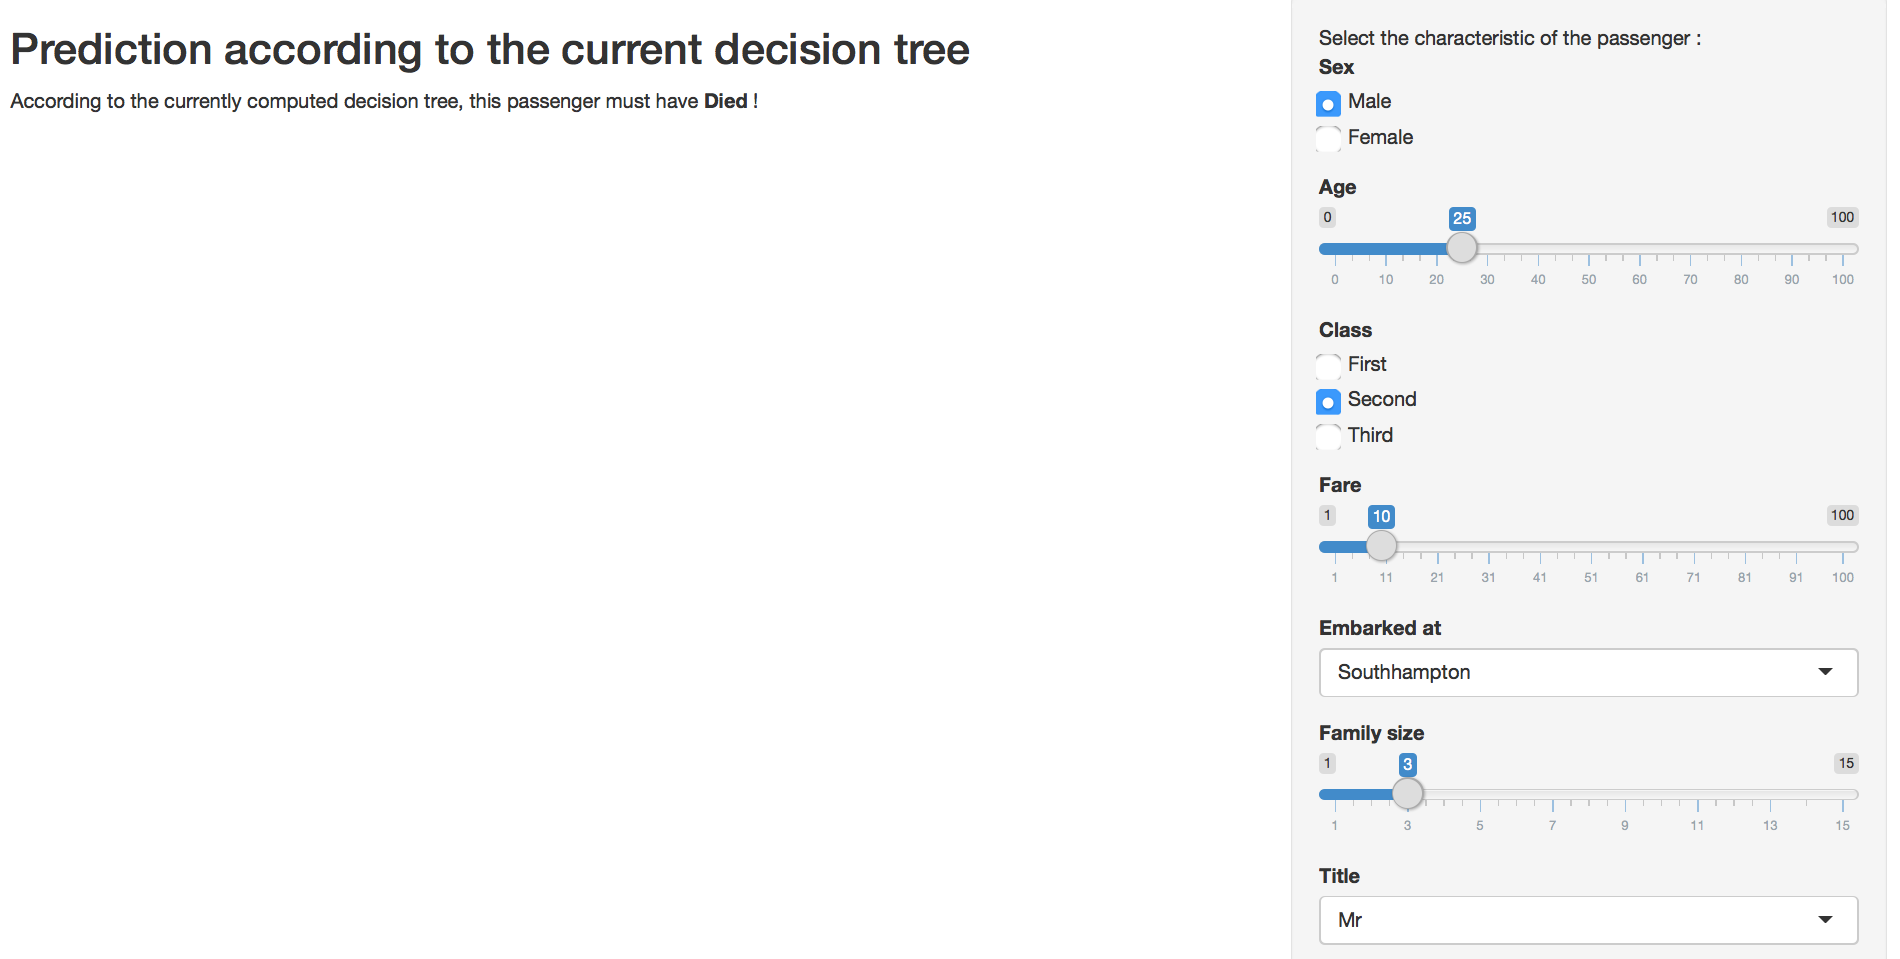 Prediction according to the current decision tree
According to the currently computed decision tree, this passenger must have Died !
Select the characteristic of the passenger :
Sex
Male
Female
Age
0 25 100
0 10 20 30 40 50 60 70 80 90 100
Class
First
Second
Third
Fare
1 10 100
1 11 21 31 41 51 61 71 81 91 100
Embarked at
Southhampton
Family size
1 3 15
1 3 5 7 9 11 13 15
Title
Mr